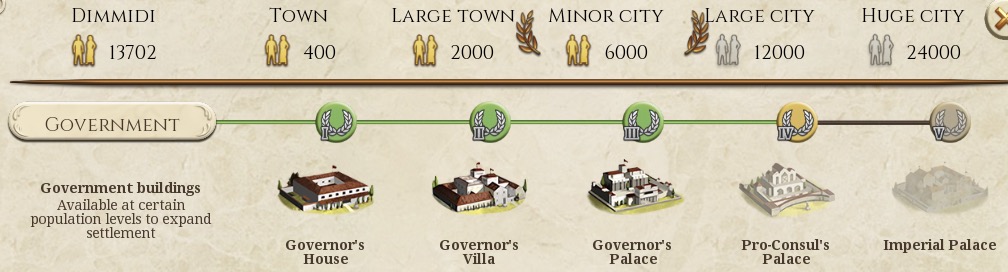 DIMMIDI TOWN LARGE TOWN MINOR CITY LARGE CITY HUGE CITY
13702 400 2000 6000 12000 24000
GOVERNMENT I II III IV V
Government buildings
Available at certain
population levels to expand
settlement
Governor's
House
Governor's
Villa
Governor's
Palace
Pro-Consul's
Palace
Imperial Palace